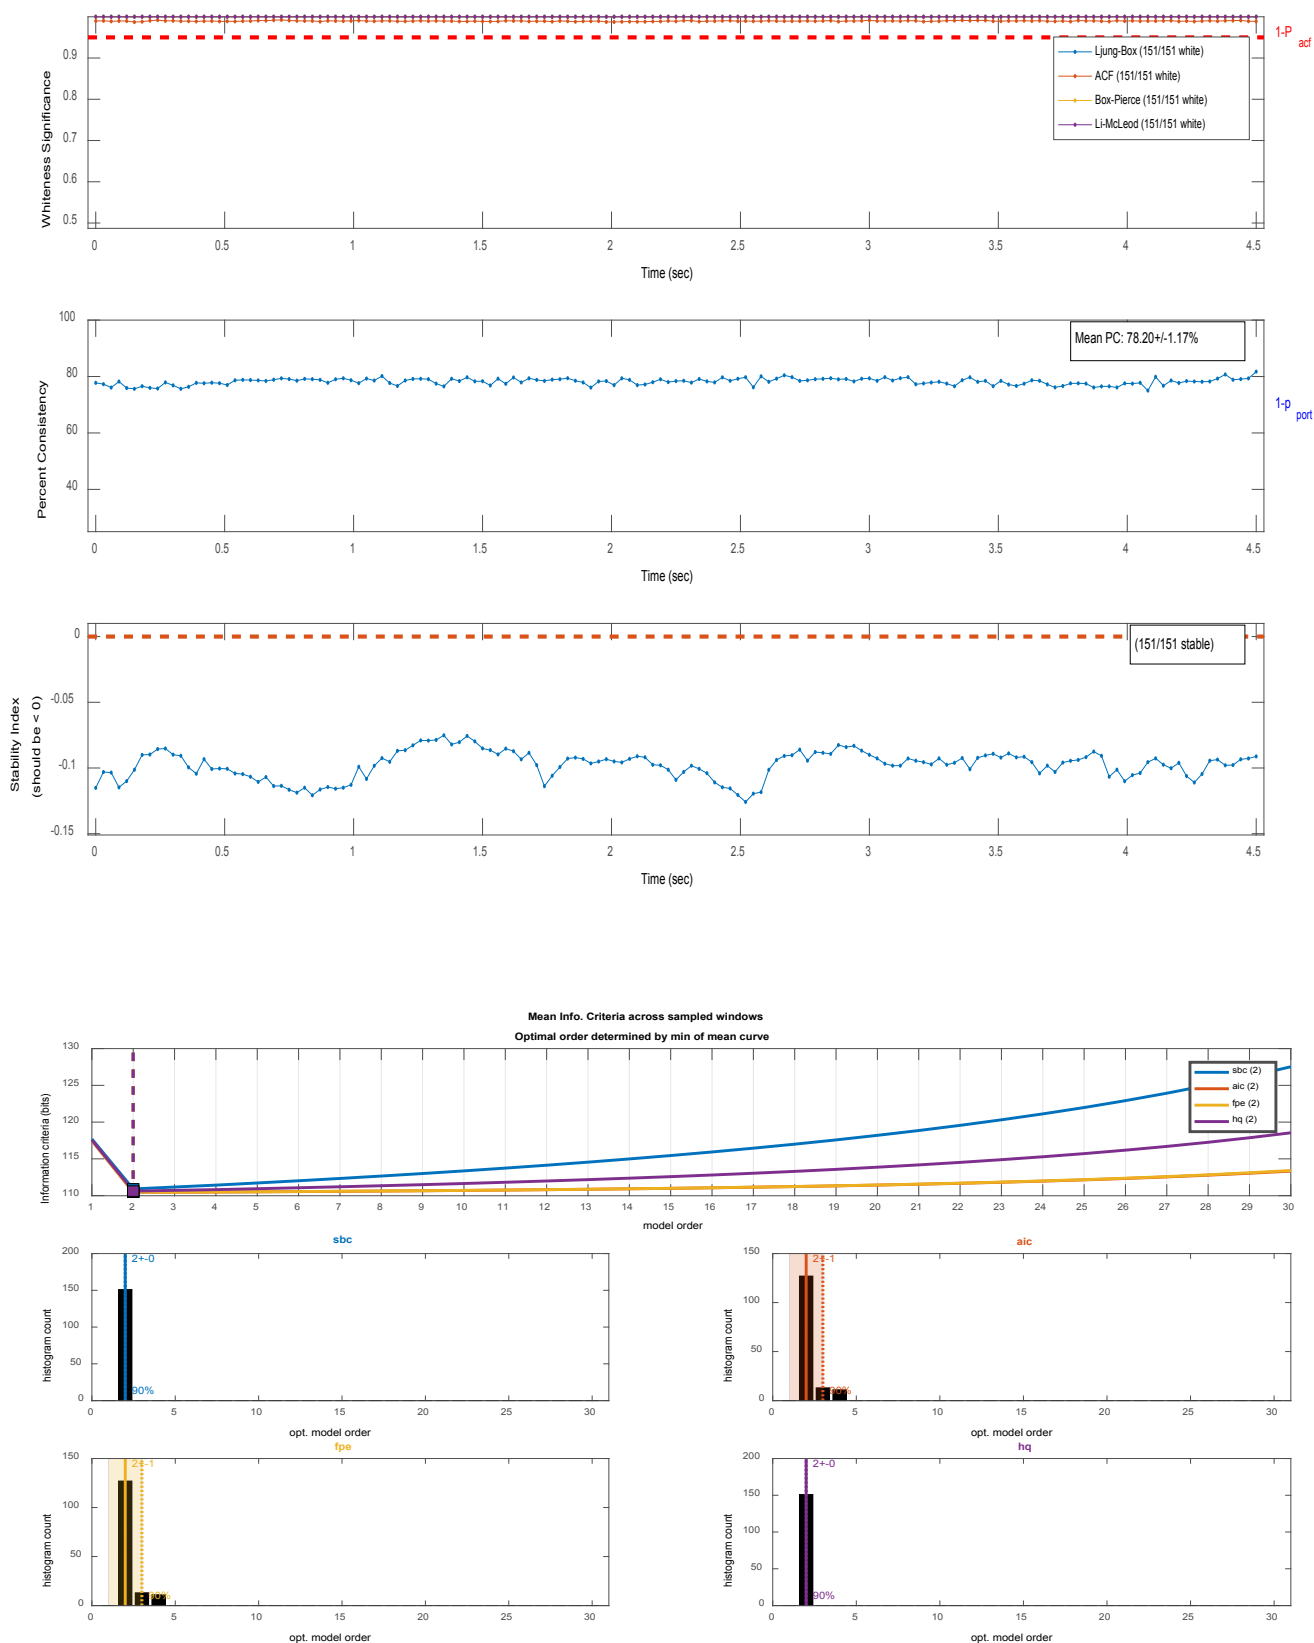 1-P acf
Ljung-Box (151/151 white)
ACF (151/151 white)
Box-Pierce (151/151 white)
Li-McLeod (151/151 white)
0.9
0.8
0.7
0.6
0.5
Whiteness Significance
0 0.5 1 1.5 2 2.5 3 3.5 4 4.5
Time (sec)
Mean PC: 78.20+/-1.17%
1-p port
100
80
60
40
Percent Consistency
0 0.5 1 1.5 2 2.5 3 3.5 4 4.5
Time (sec)
(151/151 stable)
0
-0.05
-0.1
-0.15
Stability Index
(should be < 0)
0 0.5 1 1.5 2 2.5 3 3.5 4 4.5
Time (sec)
Mean Info. Criteria across sampled windows
Optimal order determined by min of mean curve
130
125
120
115
110
Information criteria (bits)
sbc (2)
aic (2)
fpe (2)
hq (2)
1 2 3 4 5 6 7 8 9 10 11 12 13 14 15 16 17 18 19 20 21 22 23 24 25 26 27 28 29 30
model order
sbc
200
150
100
50
0
histogram count
2+-0
90%
0 5 10 15 20 25 30
opt. model order
aic
150
100
50
0
histogram count
2+-1
90%
0 5 10 15 20 25 30
opt. model order
fpe
150
100
50
0
histogram count
2+-1
90%
0 5 10 15 20 25 30
opt. model order
hq
200
150
100
50
0
histogram count
2+-0
90%
0 5 10 15 20 25 30
opt. model order